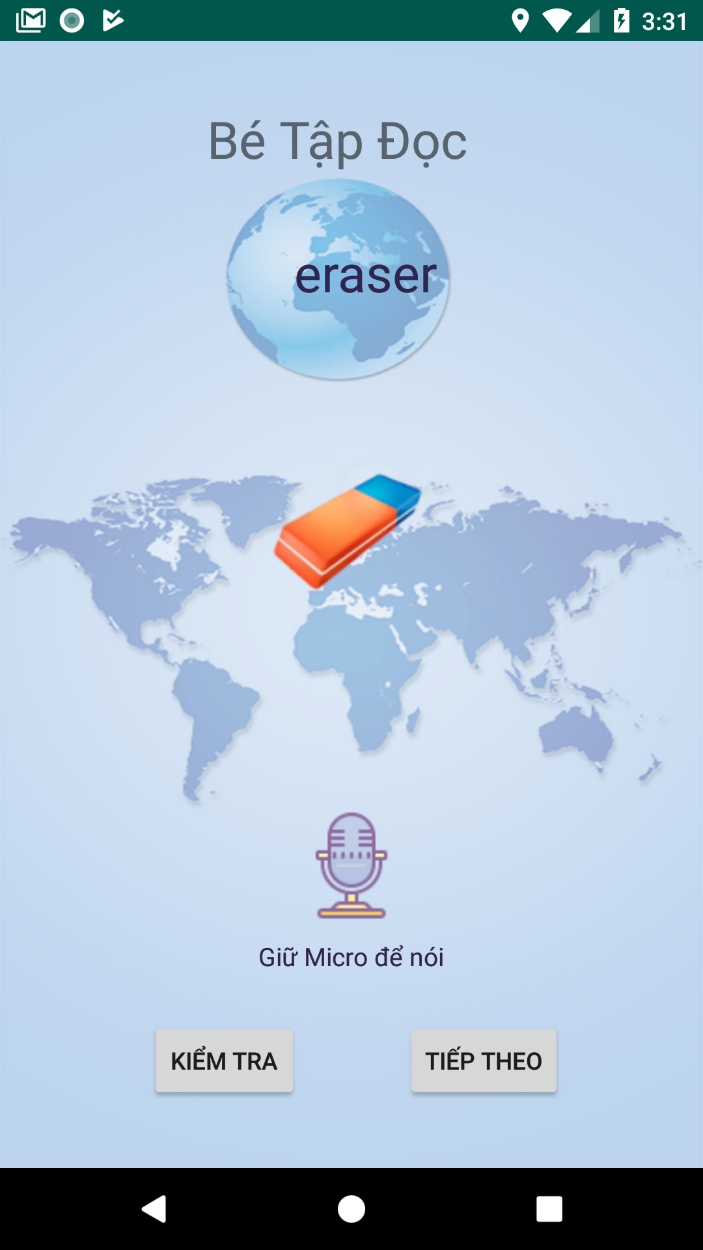 3:31
Bé Tập Đọc
eraser
Giữ Micro để nói
KIỂM TRA
TIẾP THEO